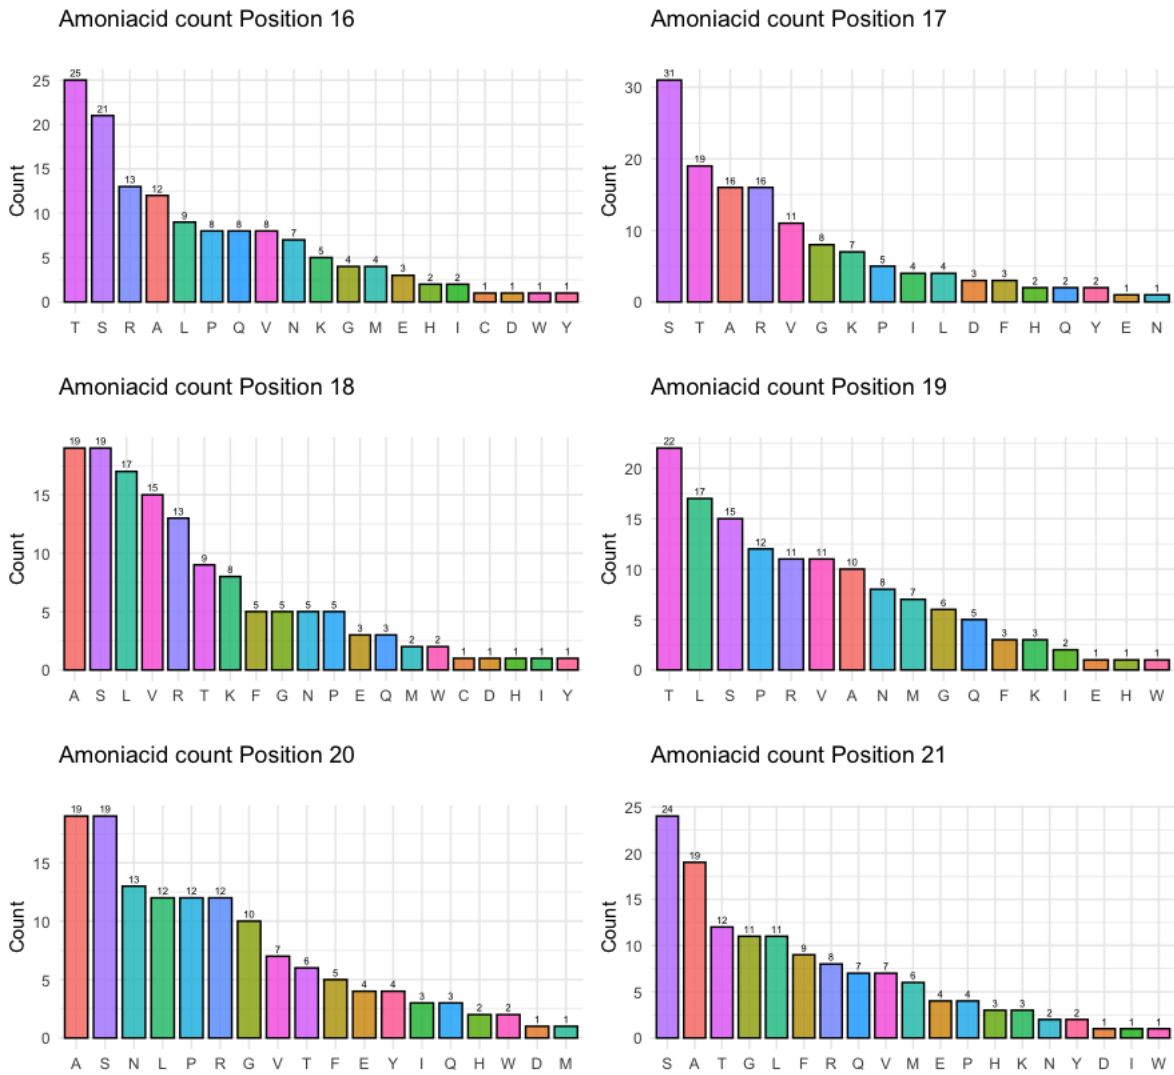 Amoniacid count Position 16
Count
25
20
15
10
5
0
25 21 13 12 9 8 8 8 7 5 4 4 3 2 2 1 1 1 1
T S R A L P Q V N K G M E H I C D W Y
Amoniacid count Position 17
Count
30
20
10
0
31 19 16 16 11 8 7 5 4 4 3 3 2 2 2 1 1
S T A R V G K P I L D F H Q Y E N
Amoniacid count Position 18
Count
15
10
5
0
19 19 17 15 13 9 8 5 5 5 5 3 3 2 2 1 1 1 1 1
A S L V R T K F G N P E Q M W C D H I Y
Amoniacid count Position 19
Count
20
15
10
5
0
22 17 15 12 11 11 10 8 7 6 5 3 3 2 1 1 1
T L S P R V A N M G Q F K I E H W
Amoniacid count Position 20
Count
15
10
5
0
19 19 13 12 12 12 10 7 6 5 4 4 3 3 2 2 1 1
A S N L P R G V T F E Y I Q H W D M
Amoniacid count Position 21
Count
25
20
15
10
5
0
24 19 12 11 11 9 8 7 7 6 4 4 3 3 2 2 1 1 1
S A T G L F R Q V M E P H K N Y D I W